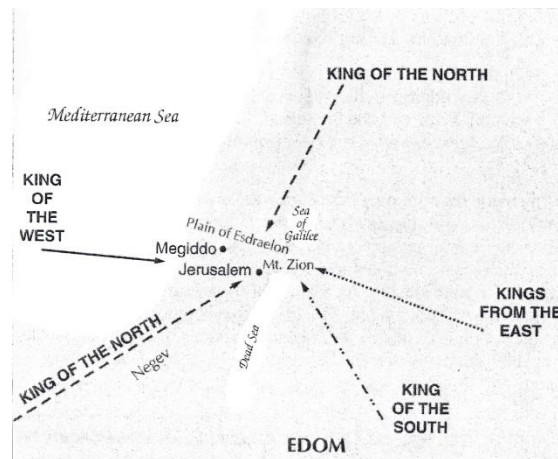 KING OF THE NORTH
Mediterranean Sea
KING
OF
THE
WEST
Sea
of
Galilee
Plain of Esdraelon
Megiddo
Jerusalem
Mt. Zion
KINGS
FROM THE
EAST
KING OF THE NORTH
Negev
Dead Sea
KING
OF THE
SOUTH
EDOM